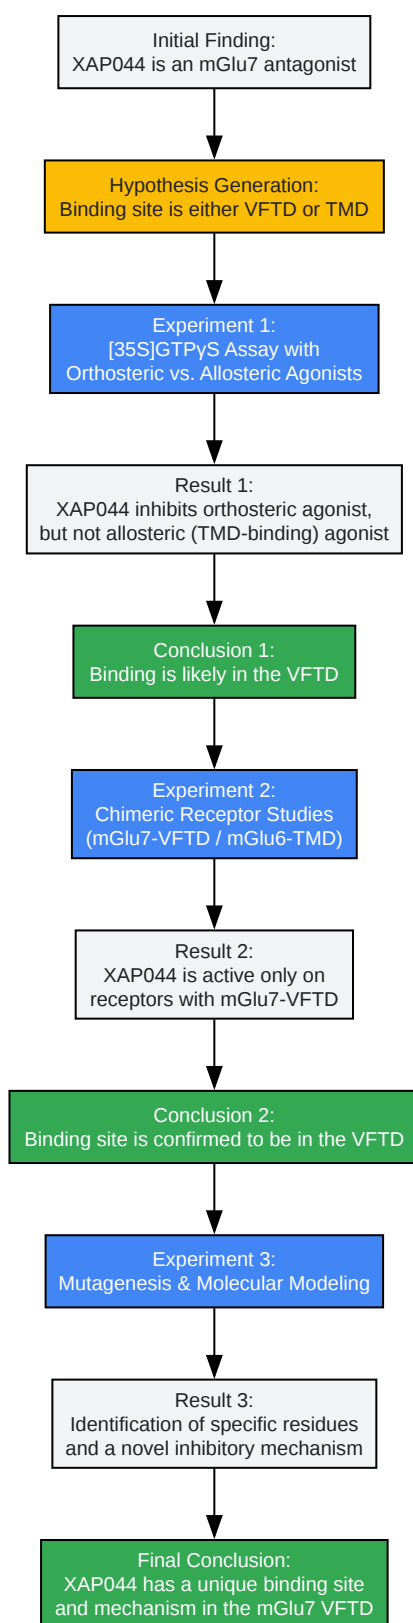 Initial Finding:
XAP044 is an mGlu7 antagonist
Hypothesis Generation:
Binding site is either VFTD or TMD
Experiment 1:
[35S]GTPγS Assay with
Orthosteric vs. Allosteric Agonists
Result 1:
XAP044 inhibits orthosteric agonist,
but not allosteric (TMD-binding) agonist
Conclusion 1:
Binding is likely in the VFTD
Experiment 2:
Chimeric Receptor Studies
(mGlu7-VFTD / mGlu6-TMD)
Result 2:
XAP044 is active only on
receptors with mGlu7-VFTD
Conclusion 2:
Binding site is confirmed to be in the VFTD
Experiment 3:
Mutagenesis & Molecular Modeling
Result 3:
Identification of specific residues
and a novel inhibitory mechanism
Final Conclusion:
XAP044 has a unique binding site
and mechanism in the mGlu7 VFTD